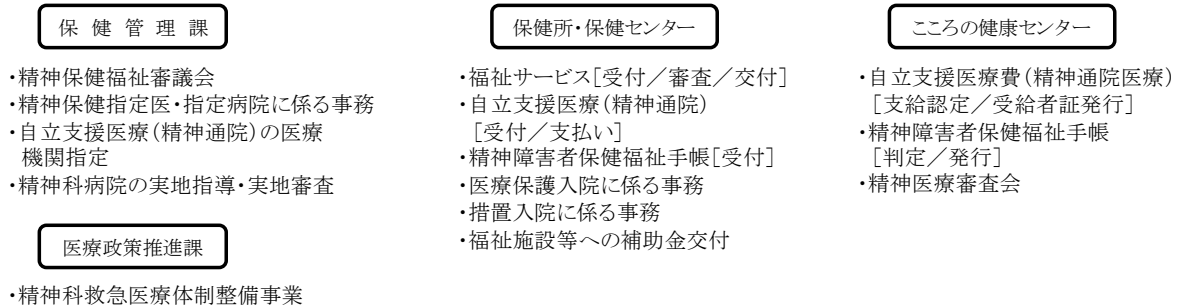 保健管理課
・精神保健福祉審議会
・精神保健指定医・指定病院に係る事務
・自立支援医療(精神通院)の医療
機関指定
・精神科病院の実地指導・実地審査
医療政策推進課
・精神科救急医療体制整備事業
保健所・保健センター
・福祉サービス[受付／審査／交付]
・自立支援医療(精神通院)
[受付／支払い]
・精神障害者保健福祉手帳[受付]
・医療保護入院に係る事務
・措置入院に係る事務
・福祉施設等への補助金交付
こころの健康センター
・自立支援医療費(精神通院医療)
[支給認定／受給者証発行]
・精神障害者保健福祉手帳
[判定／発行]
・精神医療審査会